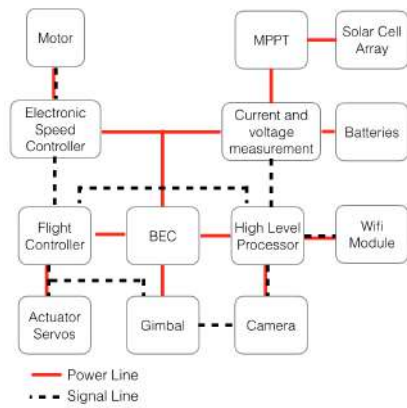 Motor
MPPT
Solar Cell
Array
Electronic
Speed
Controller
Current and
voltage
measurement
Batteries
Flight
Controller
BEC
High Level
Processor
Wifi
Module
Actuator
Servos
Gimbal
Camera
Power Line
Signal Line